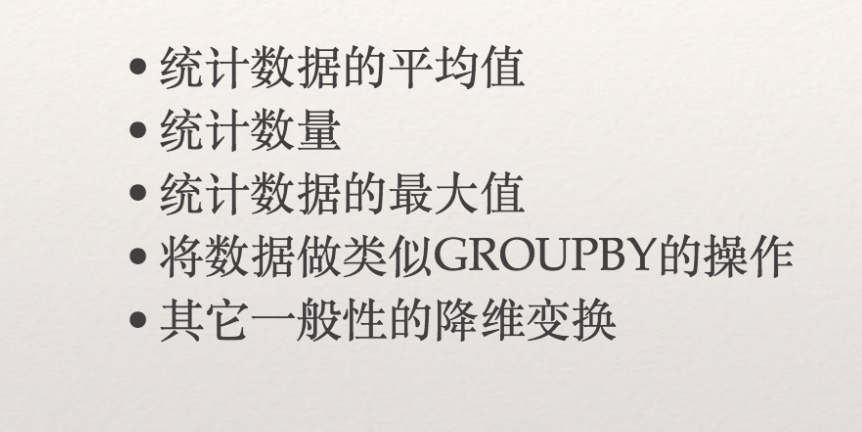 • 统计数据的平均值
• 统计数量
• 统计数据的最大值
• 将数据做类似GROUPBY的操作
• 其它一般性的降维变换